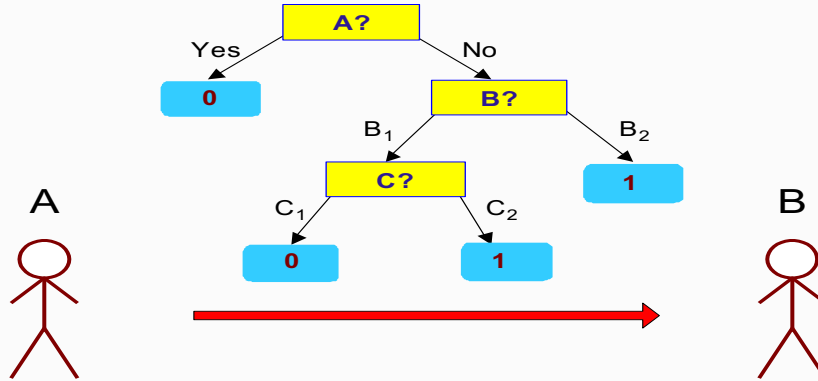 A?
Yes No
0
B?
B₁ B₂
C?
1
A
B
C₁ C₂
0 1